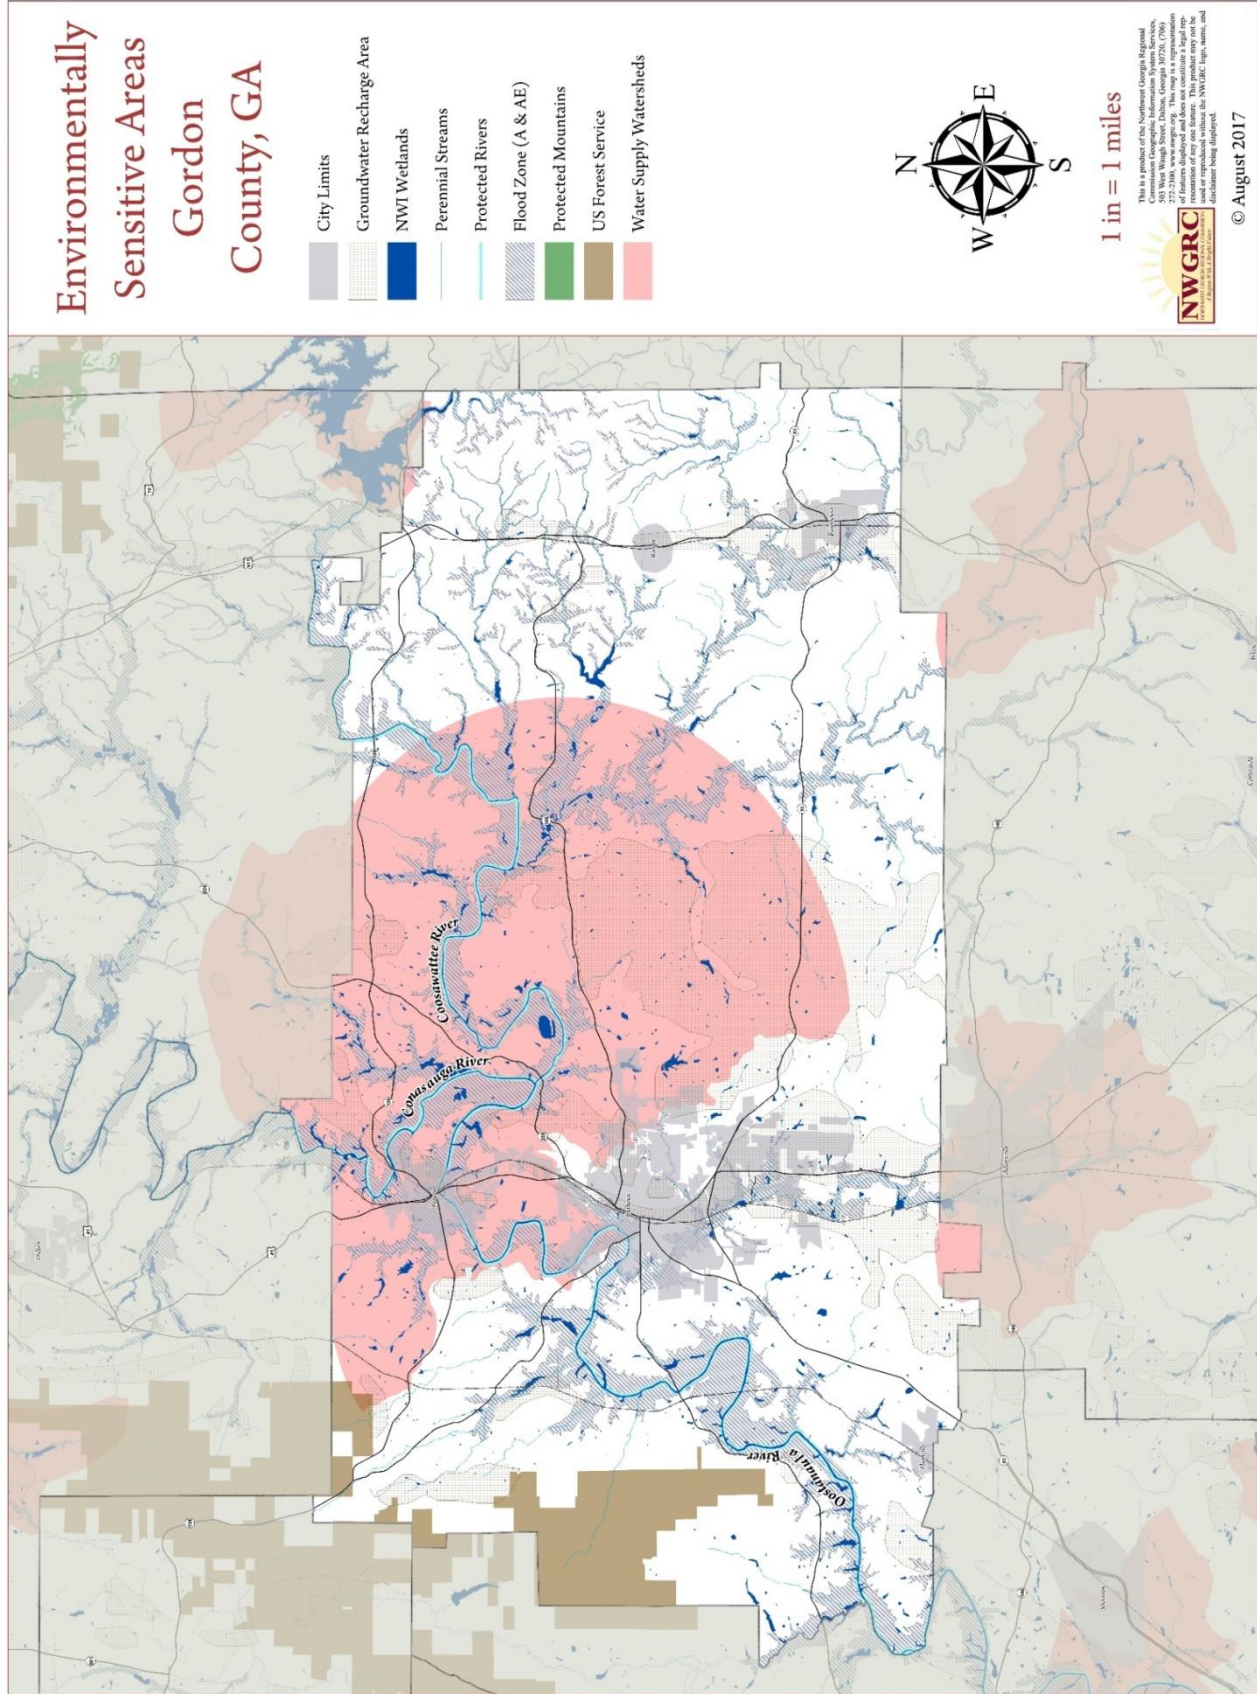 Environmentally
Sensitive Areas
Gordon
County, GA
City Limits
Groundwater Recharge Area
NWI Wetlands
Perennial Streams
Protected Rivers
Flood Zone (A & AE)
Protected Mountains
US Forest Service
Water Supply Watersheds
N
W
E
S
1 in = 1 miles
NWGRC
This is a product of the Northwest Georgia Regional
Commission Geographic Information System Services,
503 West Waugh Street, Dalton, Georgia 30720, (706)
272-2300, www.nwgrc.org. This map is a representation
of features displayed and does not constitute a legal rep-
resentation of any one feature. This product may not be
used or reproduced without the NWGRC logo, name, and
disclaimer being displayed.
© August 2017
Coosawattee River
Conasauga River
Oostanaula
River